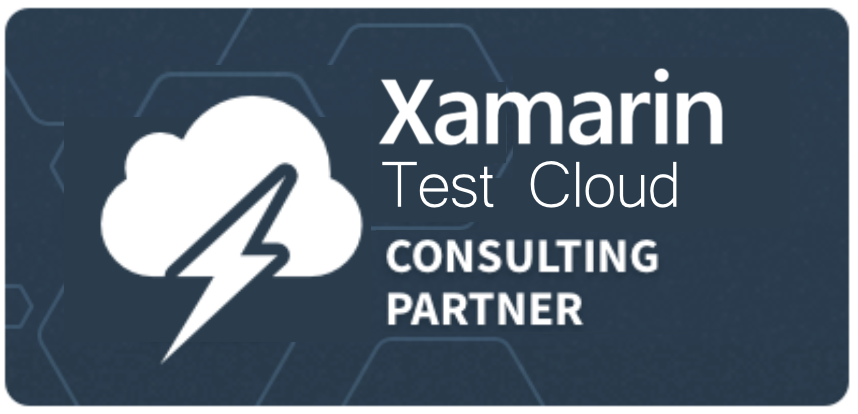 Xamarin
Test Cloud
CONSULTING
PARTNER